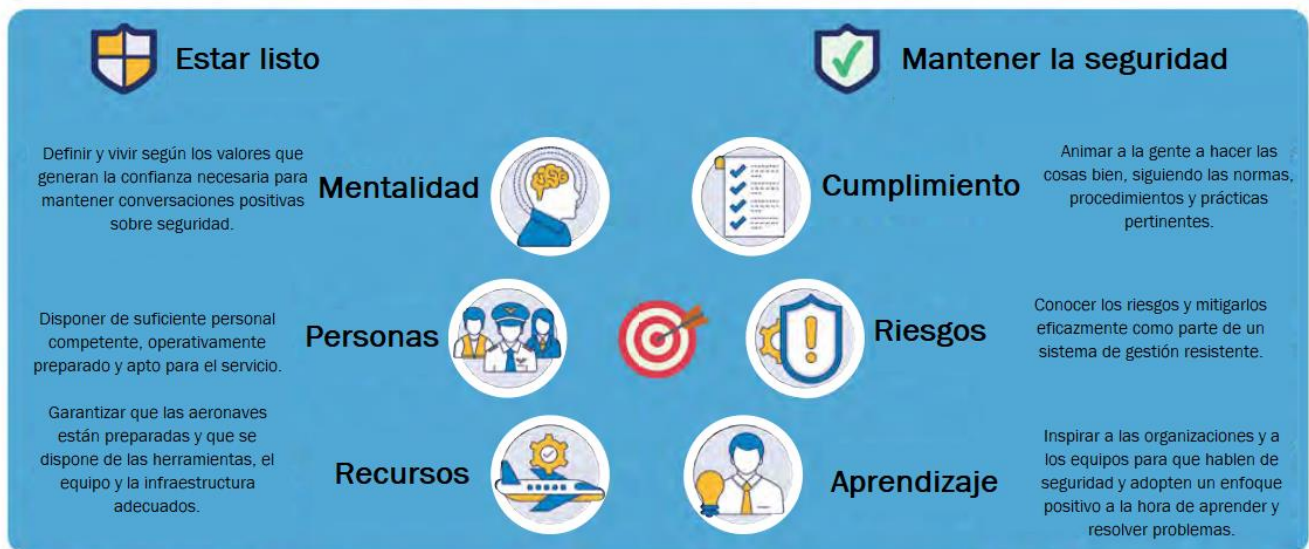 Estar listo
Definir y vivir según los valores que
generan la confianza necesaria para
mantener conversaciones positivas
sobre seguridad.
Mentalidad
Disponer de suficiente personal
competente, operativamente
preparado y apto para el servicio.
Personas
Garantizar que las aeronaves
están preparadas y que se
dispone de las herramientas, el
equipo y la infraestructura
adecuados.
Recursos
Mantener la seguridad
Cumplimiento
Animar a la gente a hacer las
cosas bien, siguiendo las normas,
procedimientos y prácticas
pertinentes.
Riesgos
Conocer los riesgos y mitigarlos
eficazmente como parte de un
sistema de gestión resistente.
Aprendizaje
Inspirar a las organizaciones y a
los equipos para que hablen de
seguridad y adopten un enfoque
positivo a la hora de aprender y
resolver problemas.